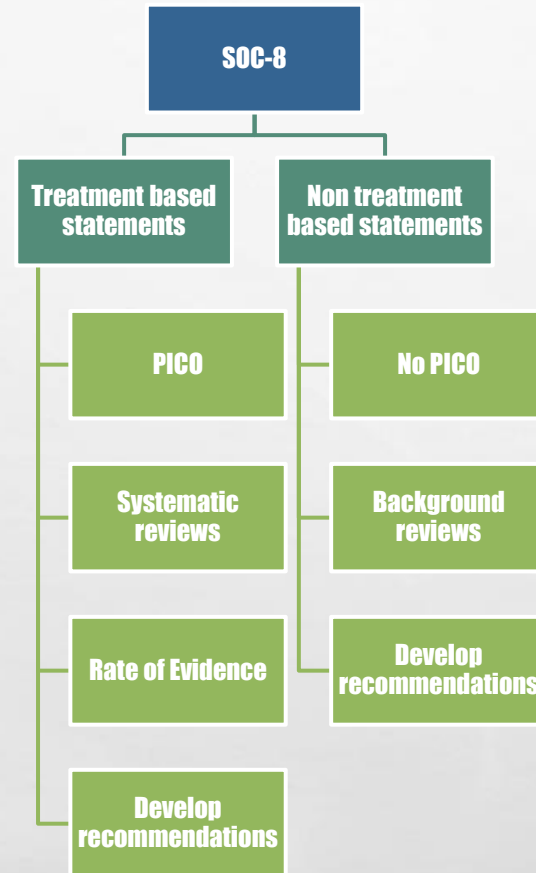 SOC-8
Treatment based
statements
Non treatment
based statements
PICO
No PICO
Systematic
reviews
Background
reviews
Rate of Evidence
Develop
recommendations
Develop
recommendations